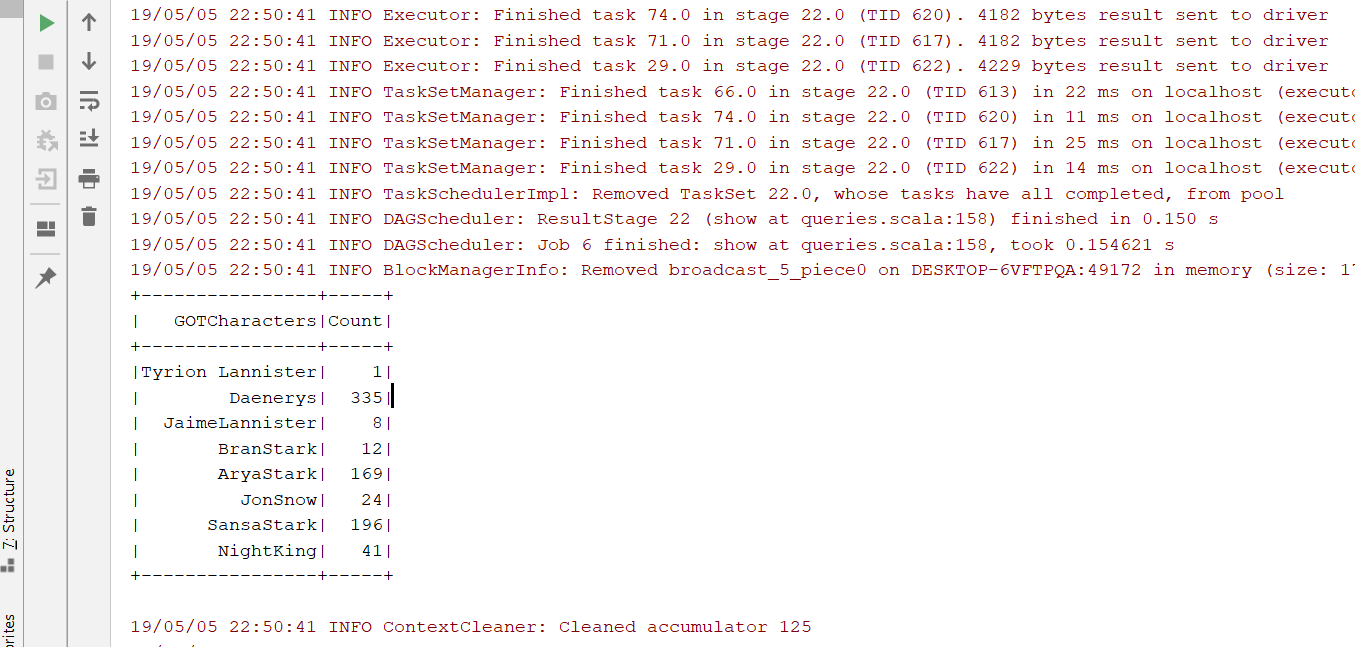 19/05/05 22:50:41 INFO Executor: Finished task 74.0 in stage 22.0 (TID 620). 4182 bytes result sent to driver
19/05/05 22:50:41 INFO Executor: Finished task 71.0 in stage 22.0 (TID 617). 4182 bytes result sent to driver
19/05/05 22:50:41 INFO Executor: Finished task 29.0 in stage 22.0 (TID 622). 4229 bytes result sent to driver
19/05/05 22:50:41 INFO TaskSetManager: Finished task 66.0 in stage 22.0 (TID 613) in 22 ms on localhost
19/05/05 22:50:41 INFO TaskSetManager: Finished task 74.0 in stage 22.0 (TID 620) in 11 ms on localhost
19/05/05 22:50:41 INFO TaskSetManager: Finished task 71.0 in stage 22.0 (TID 617) in 25 ms on localhost
19/05/05 22:50:41 INFO TaskSetManager: Finished task 29.0 in stage 22.0 (TID 622) in 14 ms on localhost
19/05/05 22:50:41 INFO TaskSchedulerImpl: Removed TaskSet 22.0, whose tasks have all completed, from pool
19/05/05 22:50:41 INFO DAGScheduler: ResultStage 22 (show at queries.scala:158) finished in 0.150 s
19/05/05 22:50:41 INFO DAGScheduler: Job 6 finished: show at queries.scala:158, took 0.154621 s
19/05/05 22:50:41 INFO BlockManagerInfo: Removed broadcast_5_piece0 on DESKTOP-6VFTPQA:49172 in memory (size:
+----------------+-----+
|   GOTCharacters|Count|
+----------------+-----+
|Tyrion Lannister|    1|
|        Daenerys|  335|
|  JaimeLannister|    8|
|       BranStark|   12|
|       AryaStark|  169|
|         JonSnow|   24|
|      SansaStark|  196|
|       NightKing|   41|
+----------------+-----+
19/05/05 22:50:41 INFO ContextCleaner: Cleaned accumulator 125
7: Structure